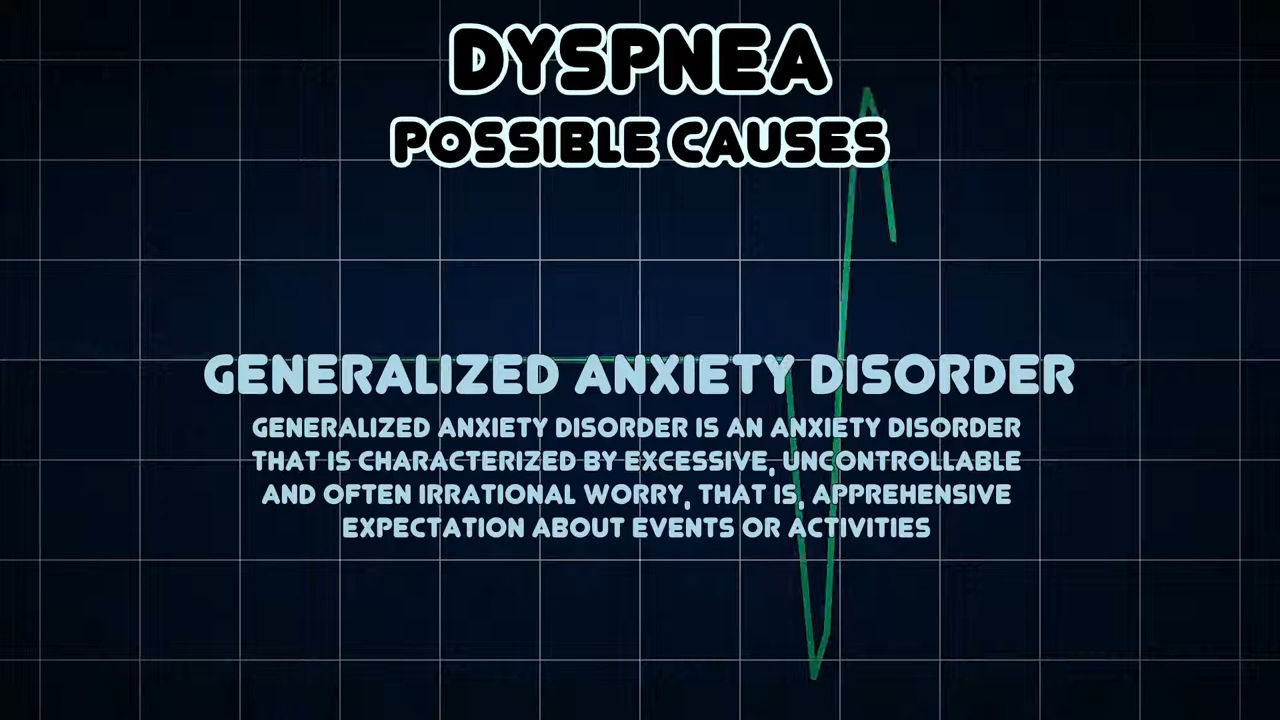 DYSPNEA
POSSIBLE CAUSES
GENERALIZED ANXIETY DISORDER
GENERALIZED ANXIETY DISORDER IS AN ANXIETY DISORDER
THAT IS CHARACTERIZED BY EXCESSIVE, UNCONTROLLABLE
AND OFTEN IRRATIONAL WORRY, THAT IS, APPREHENSIVE
EXPECTATION ABOUT EVENTS OR ACTIVITIES